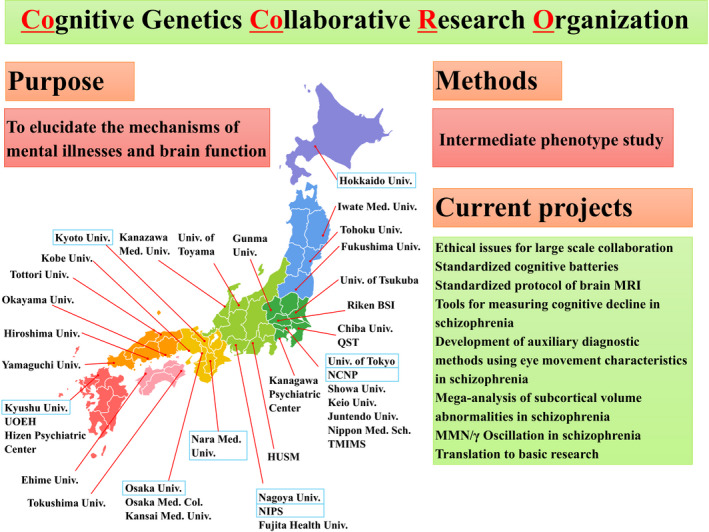 Cognitive Genetics Collaborative Research Organization
Purpose
To elucidate the mechanisms of
mental illnesses and brain function
Methods
Intermediate phenotype study
Current projects
Ethical issues for large scale collaboration
Standardized cognitive batteries
Standardized protocol of brain MRI
Tools for measuring cognitive decline in
schizophrenia
Development of auxiliary diagnostic
methods using eye movement characteristics
in schizophrenia
Mega-analysis of subcortical volume
abnormalities in schizophrenia
MMN/γ Oscillation in schizophrenia
Translation to basic research
Hokkaido Univ.
Iwate Med. Univ.
Tohoku Univ.
Fukushima Univ.
Univ. of Tsukuba
Riken BSI
Chiba Univ.
QST
Univ. of Tokyo
NCNP
Showa Univ.
Keio Univ.
Juntendo Univ.
Nippon Med. Sch.
TMIMS
Kanagawa
Psychiatric
Center
Gunma
Univ.
Univ. of
Toyama
Kanazawa
Med. Univ.
Kyoto Univ.
Kobe Univ.
Tottori Univ.
Okayama Univ.
Hiroshima Univ.
Yamaguchi Univ.
Kyushu Univ.
UOEH
Hizen Psychiatric
Center
Ehime Univ.
Tokushima Univ.
Osaka Univ.
Osaka Med. Col.
Kansai Med. Univ.
Nara Med.
Univ.
HUSM
Nagoya Univ.
NIPS
Fujita Health Univ.